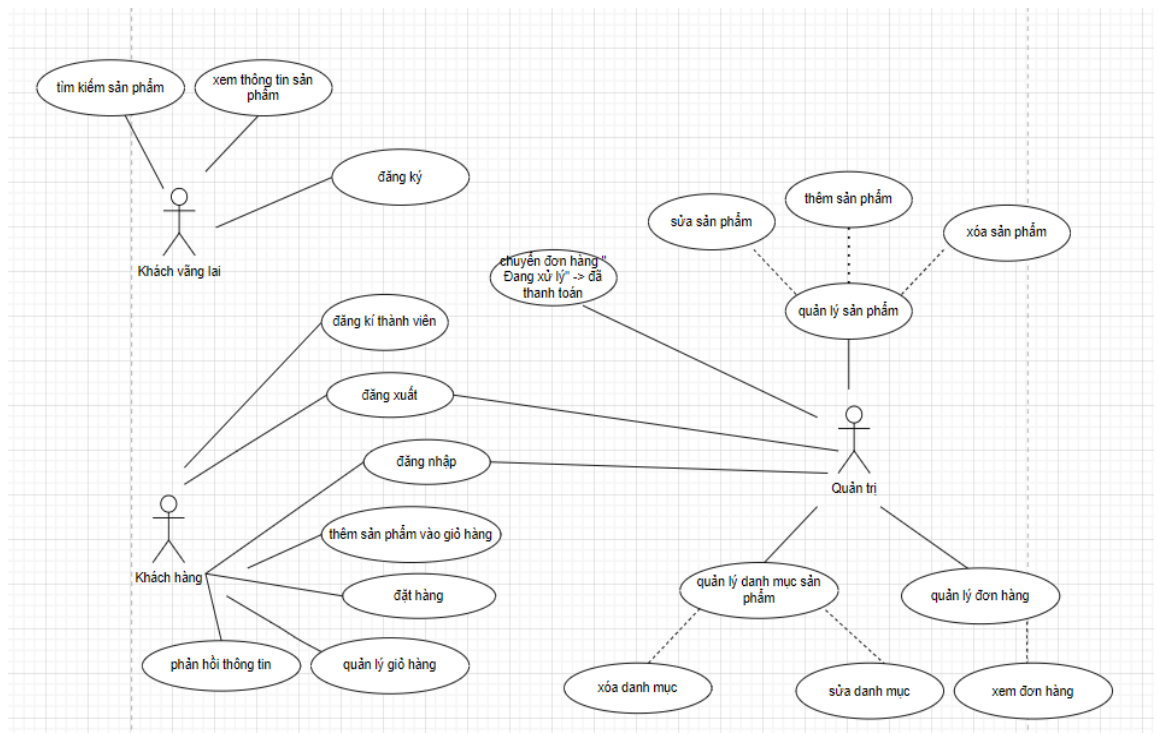 tìm kiếm sản phẩm
xem thông tin sản
phẩm
đăng ký
Khách vãng lai
sửa sản phẩm
thêm sản phẩm
xóa sản phẩm
chuyển đơn hàng "
Đang xử lý" -> đã
thanh toán
quản lý sản phẩm
đăng kí thành viên
đăng xuất
đăng nhập
Quản trị
thêm sản phẩm vào giỏ hàng
Khách hàng
đặt hàng
quản lý danh mục sản
phẩm
quản lý đơn hàng
phản hồi thông tin
quản lý giỏ hàng
xóa danh mục
sửa danh mục
xem đơn hàng